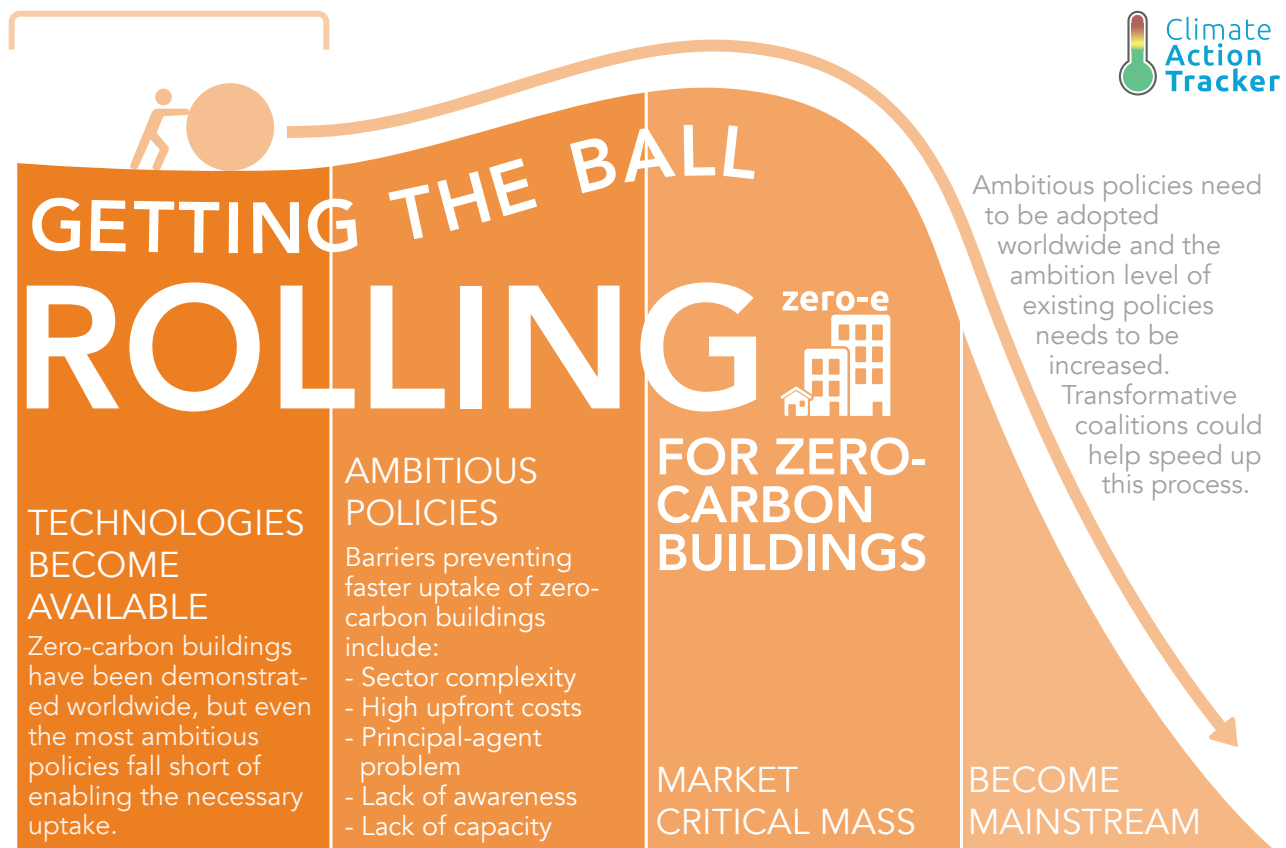 Climate
Action
Tracker
GETTING THE BALL
ROLLING
zero-e
FOR ZERO-
CARBON
BUILDINGS
TECHNOLOGIES
BECOME
AVAILABLE
Zero-carbon buildings
have been demonstrat-
ed worldwide, but even
the most ambitious
policies fall short of
enabling the necessary
uptake.
AMBITIOUS
POLICIES
Barriers preventing
faster uptake of zero-
carbon buildings
include:
- Sector complexity
- High upfront costs
- Principal-agent
problem
- Lack of awareness
- Lack of capacity
MARKET
CRITICAL MASS
BECOME
MAINSTREAM
Ambitious policies need
to be adopted
worldwide and the
ambition level of
existing policies
needs to be
increased.
Transformative
coalitions could
help speed up
this process.